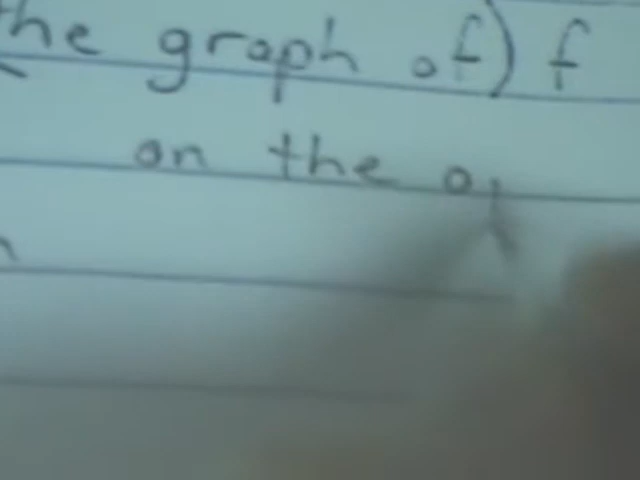 the graph of) f
on the